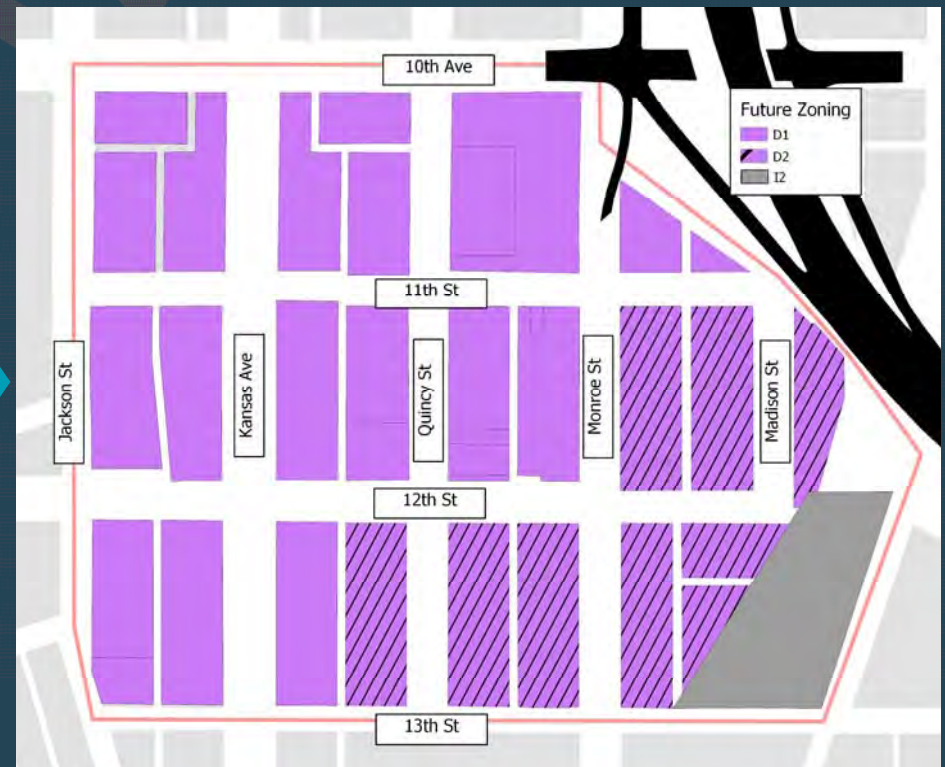 10th Ave
Future Zoning
D1
D2
I2
11th St
Jackson St
Kansas Ave
Quincy St
Monroe St
Madison St
12th St
13th St